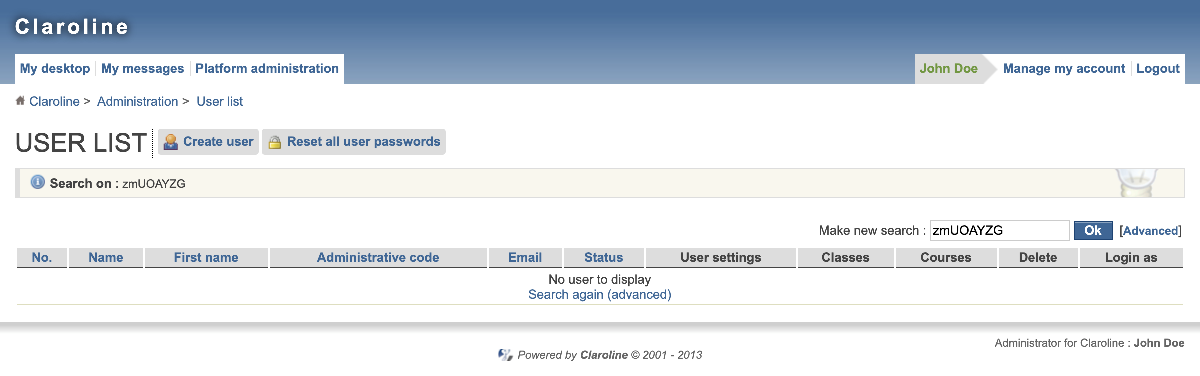 Claroline
My desktop My messages Platform administration John Doe Manage my account Logout
Claroline > Administration > User list
USER LIST Create user Reset all user passwords
Search on : zmUOAYZG
Make new search : zmUOAYZG Ok [Advanced]
No. Name First name Administrative code Email Status User settings Classes Courses Delete Login as
No user to display
Search again (advanced)
Administrator for Claroline : John Doe
Powered by Claroline © 2001 - 2013